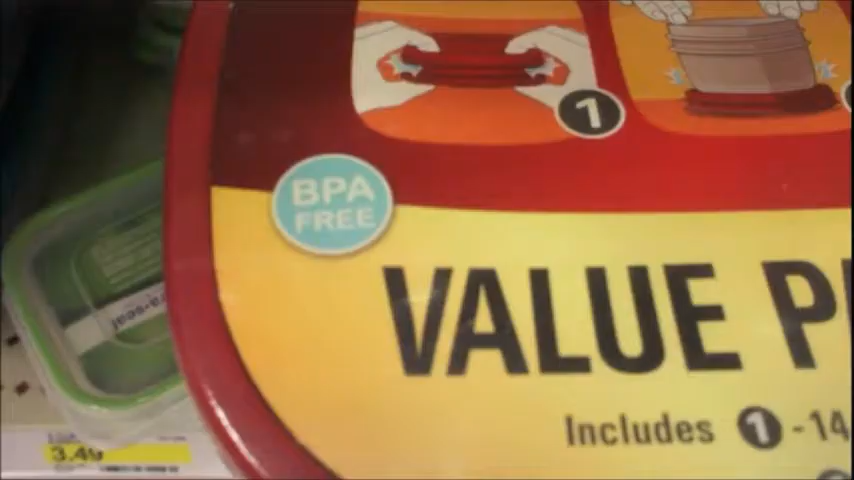 1
BPA
FREE
VALUE P
Includes 1 - 14
3.49